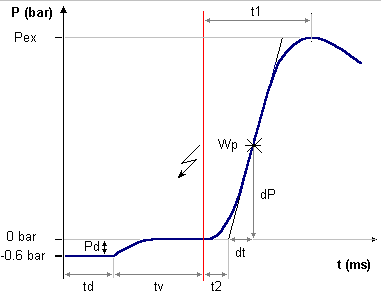 P (bar)
t1
Pex
Wp
dP
0 bar
Pd
-0.6 bar
dt
t (ms)
td
tv
t2